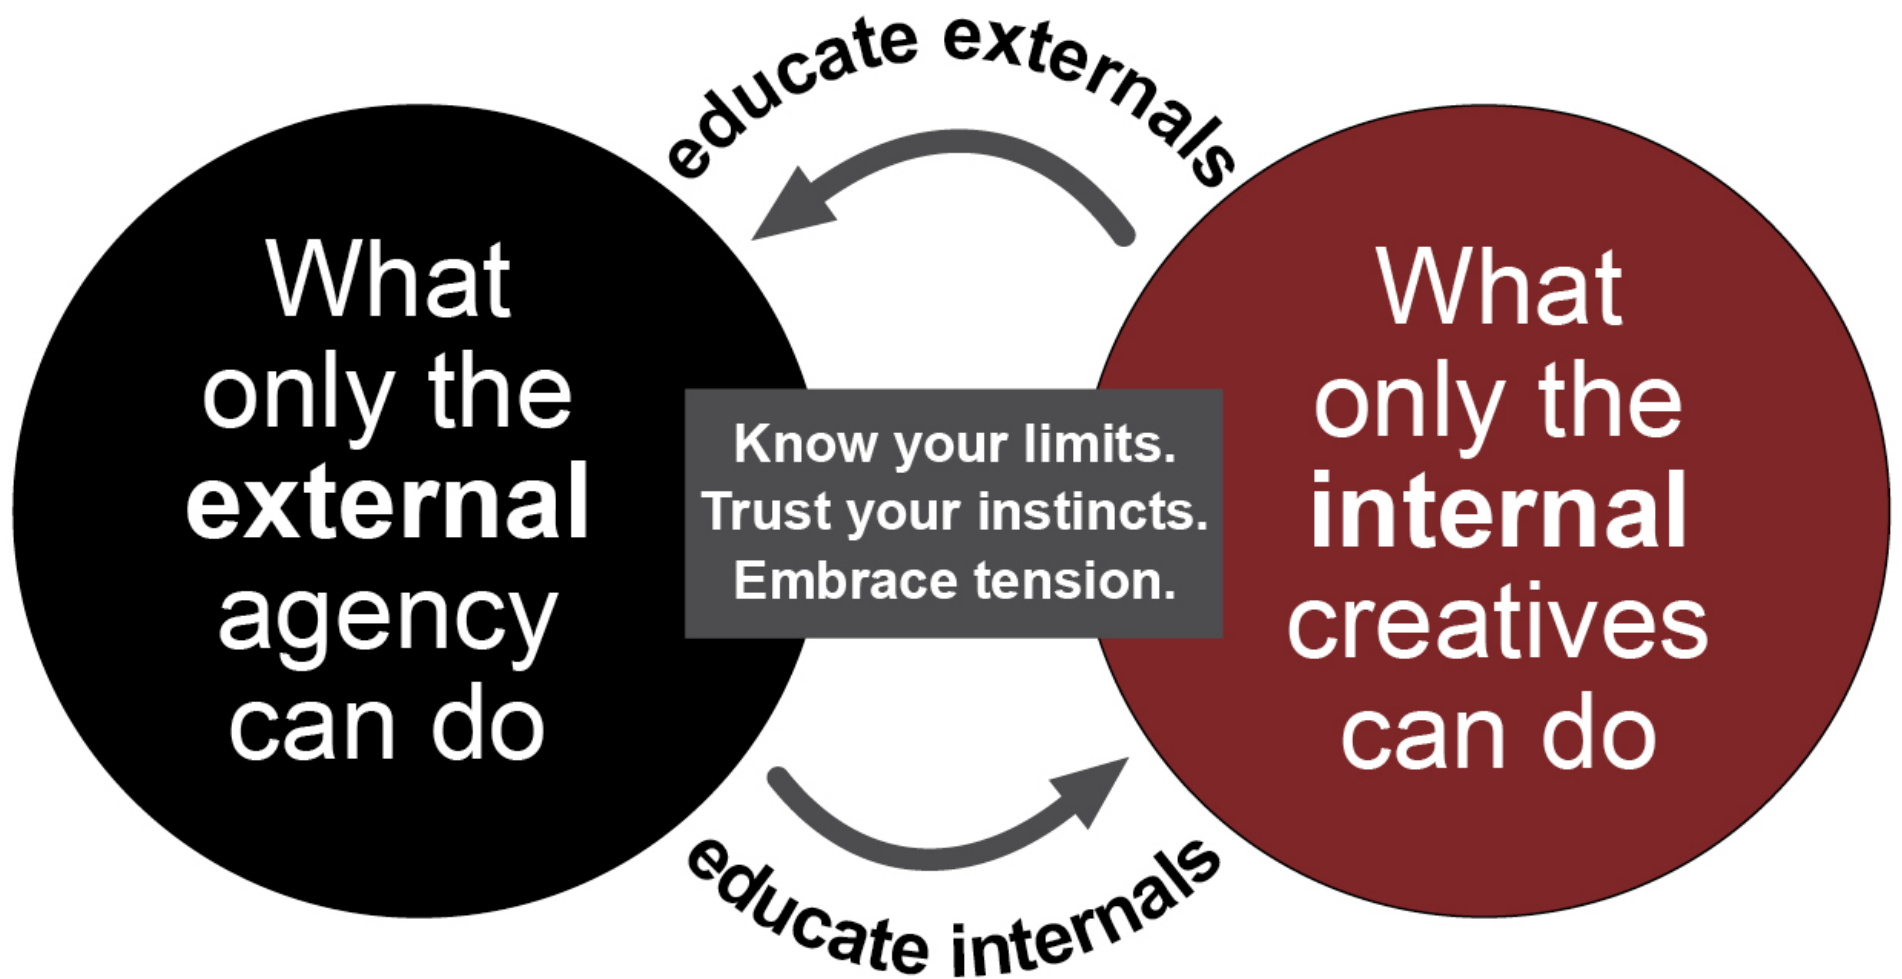 educate externals
What
only the
external
agency
can do
Know your limits.
Trust your instincts.
Embrace tension.
What
only the
internal
creatives
can do
educate internals